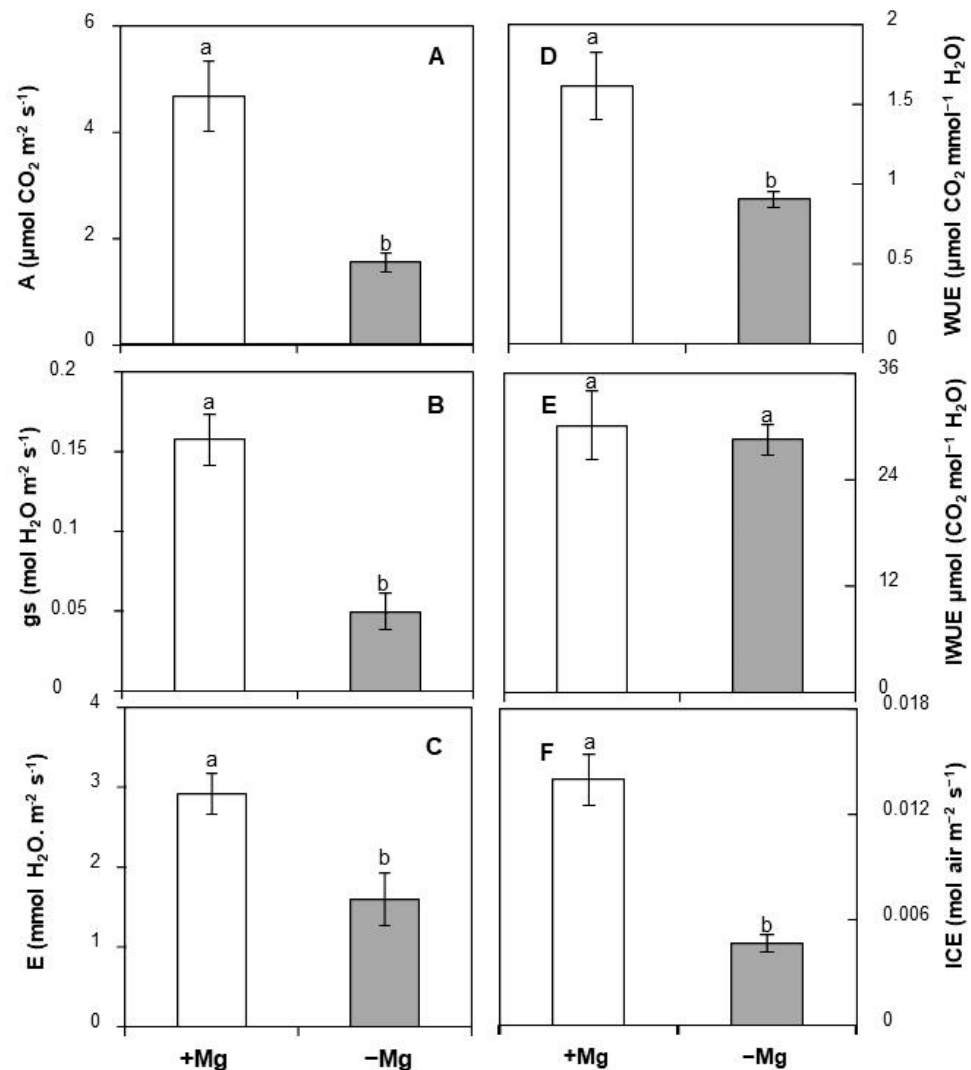 A (µmol CO₂ m⁻² s⁻¹)
6
4
2
0
a
b
A
D
a
b
2
1.5
1
0.5
0
WUE (µmol CO₂ mmol⁻¹ H₂O)
gs (mol H₂O m⁻² s⁻¹)
0.2
0.15
0.1
0.05
0
a
b
B
E
a
a
36
24
12
0
IWUE µmol (CO₂ mol⁻¹ H₂O)
E (mmol H₂O. m⁻² s⁻¹)
4
3
2
1
0
a
b
C
F
a
b
0.018
0.012
0.006
0
ICE (mol air m⁻² s⁻¹)
+Mg
−Mg
+Mg
−Mg